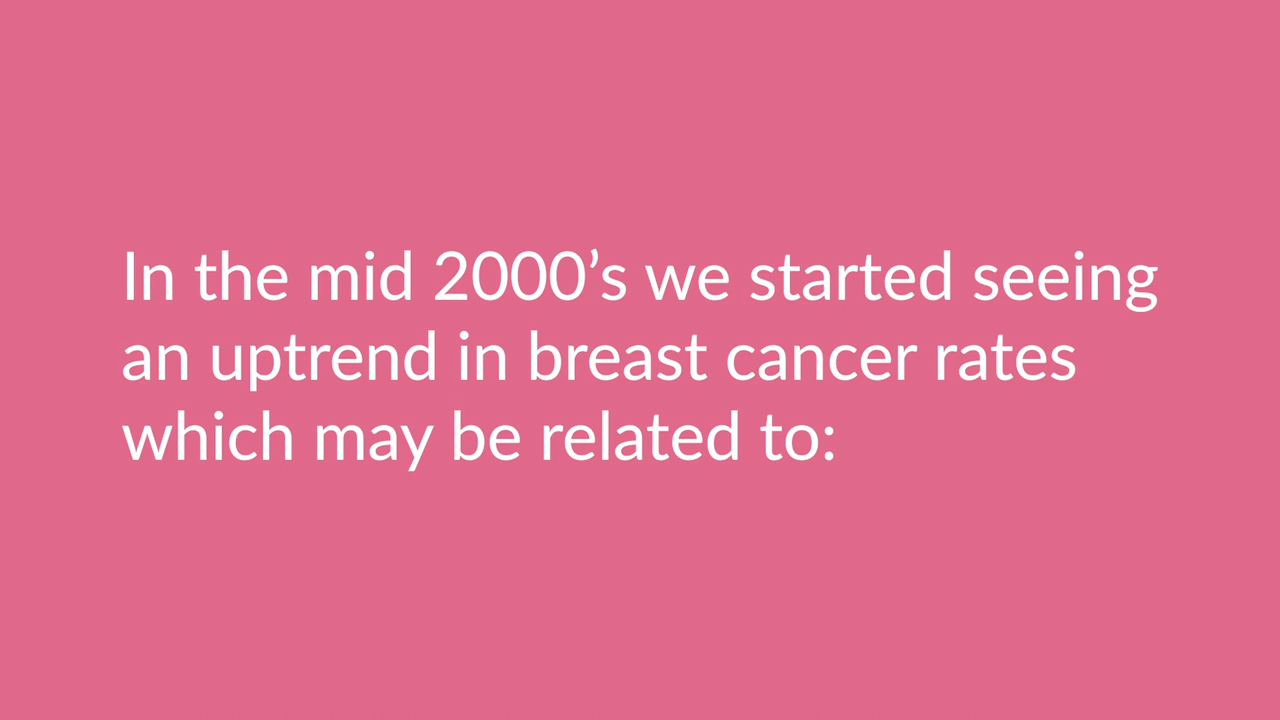 In the mid 2000’s we started seeing
an uptrend in breast cancer rates
which may be related to: